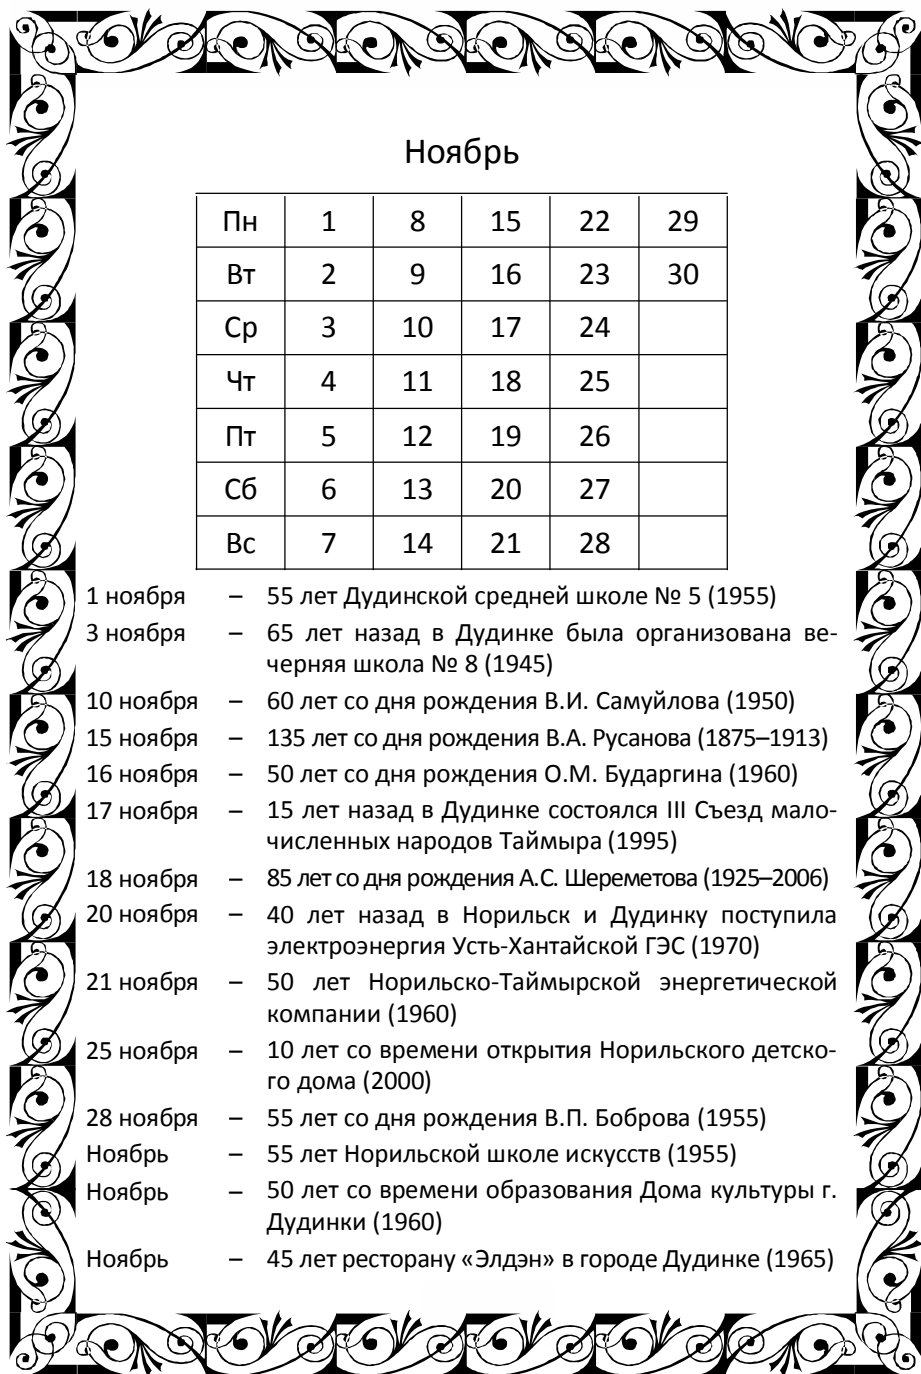 Ноябрь
Пн 1 8 15 22 29
Вт 2 9 16 23 30
Ср 3 10 17 24
Чт 4 11 18 25
Пт 5 12 19 26
Сб 6 13 20 27
Вс 7 14 21 28
1 ноября – 55 лет Дудинской средней школе № 5 (1955)
3 ноября – 65 лет назад в Дудинке была организована ве-
черняя школа № 8 (1945)
10 ноября – 60 лет со дня рождения В.И. Самуйлова (1950)
15 ноября – 135 лет со дня рождения В.А. Русанова (1875–1913)
16 ноября – 50 лет со дня рождения О.М. Бударгина (1960)
17 ноября – 15 лет назад в Дудинке состоялся III Съезд мало-
численных народов Таймыра (1995)
18 ноября – 85 лет со дня рождения А.С. Шереметова (1925–2006)
20 ноября – 40 лет назад в Норильск и Дудинку поступила
электроэнергия Усть-Хантайской ГЭС (1970)
21 ноября – 50 лет Норильско-Таймырской энергетической
компании (1960)
25 ноября – 10 лет со времени открытия Норильского детско-
го дома (2000)
28 ноября – 55 лет со дня рождения В.П. Боброва (1955)
Ноябрь – 55 лет Норильской школе искусств (1955)
Ноябрь – 50 лет со времени образования Дома культуры г.
Дудинки (1960)
Ноябрь – 45 лет ресторану «Элдэн» в городе Дудинке (1965)